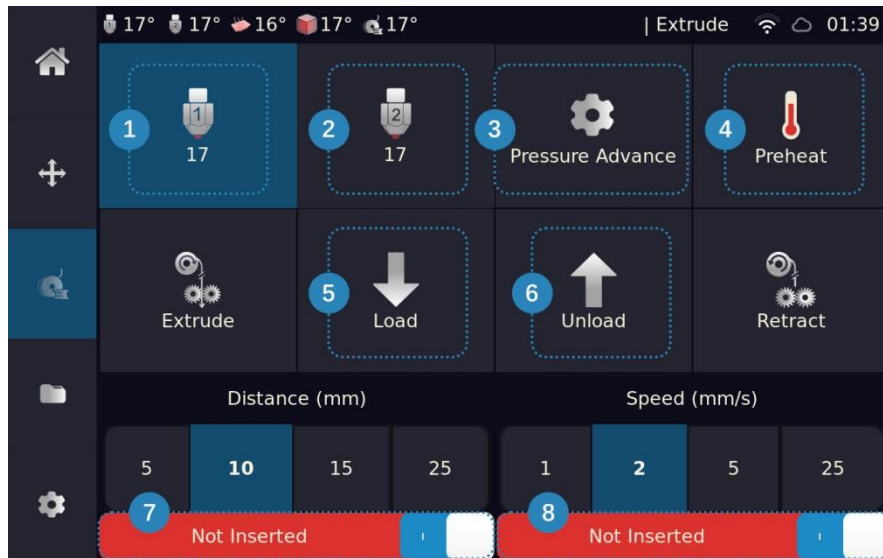 17° 17° 16° 17° 17° | Extrude 01:39
1 2 3 4
1 2
17 17 Pressure Advance Preheat
5 6
Extrude Load Unload Retract
Distance (mm) Speed (mm/s)
5 10 15 25 1 2 5 25
7 8
Not Inserted Not Inserted